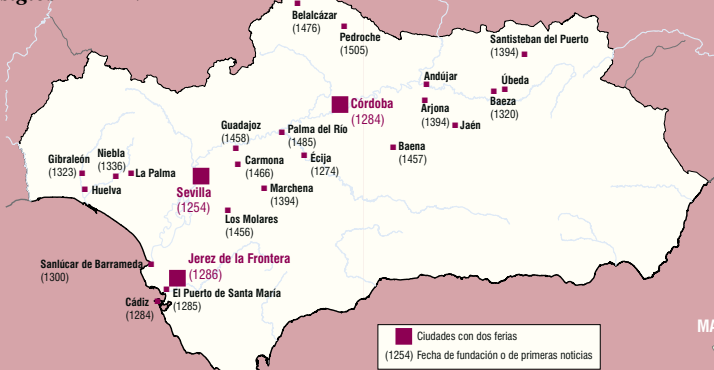 Belalcázar
(1476)
Pedroche
(1505)
Santisteban del Puerto
(1394)
Andújar
Úbeda
Baeza
(1320)
Arjona
(1394)
Jaén
Córdoba
(1284)
Guadajoz
(1458)
Palma del Río
(1485)
Baena
(1457)
Écija
(1274)
Carmona
(1466)
Gibraleón
(1323)
Niebla
(1336)
La Palma
Huelva
Sevilla
(1254)
Marchena
(1394)
Los Molares
(1456)
Jerez de la Frontera
(1286)
Sanlúcar de Barrameda
(1300)
El Puerto de Santa María
(1285)
Cádiz
(1284)
MA
Ciudades con dos ferias
(1254) Fecha de fundación o de primeras noticias